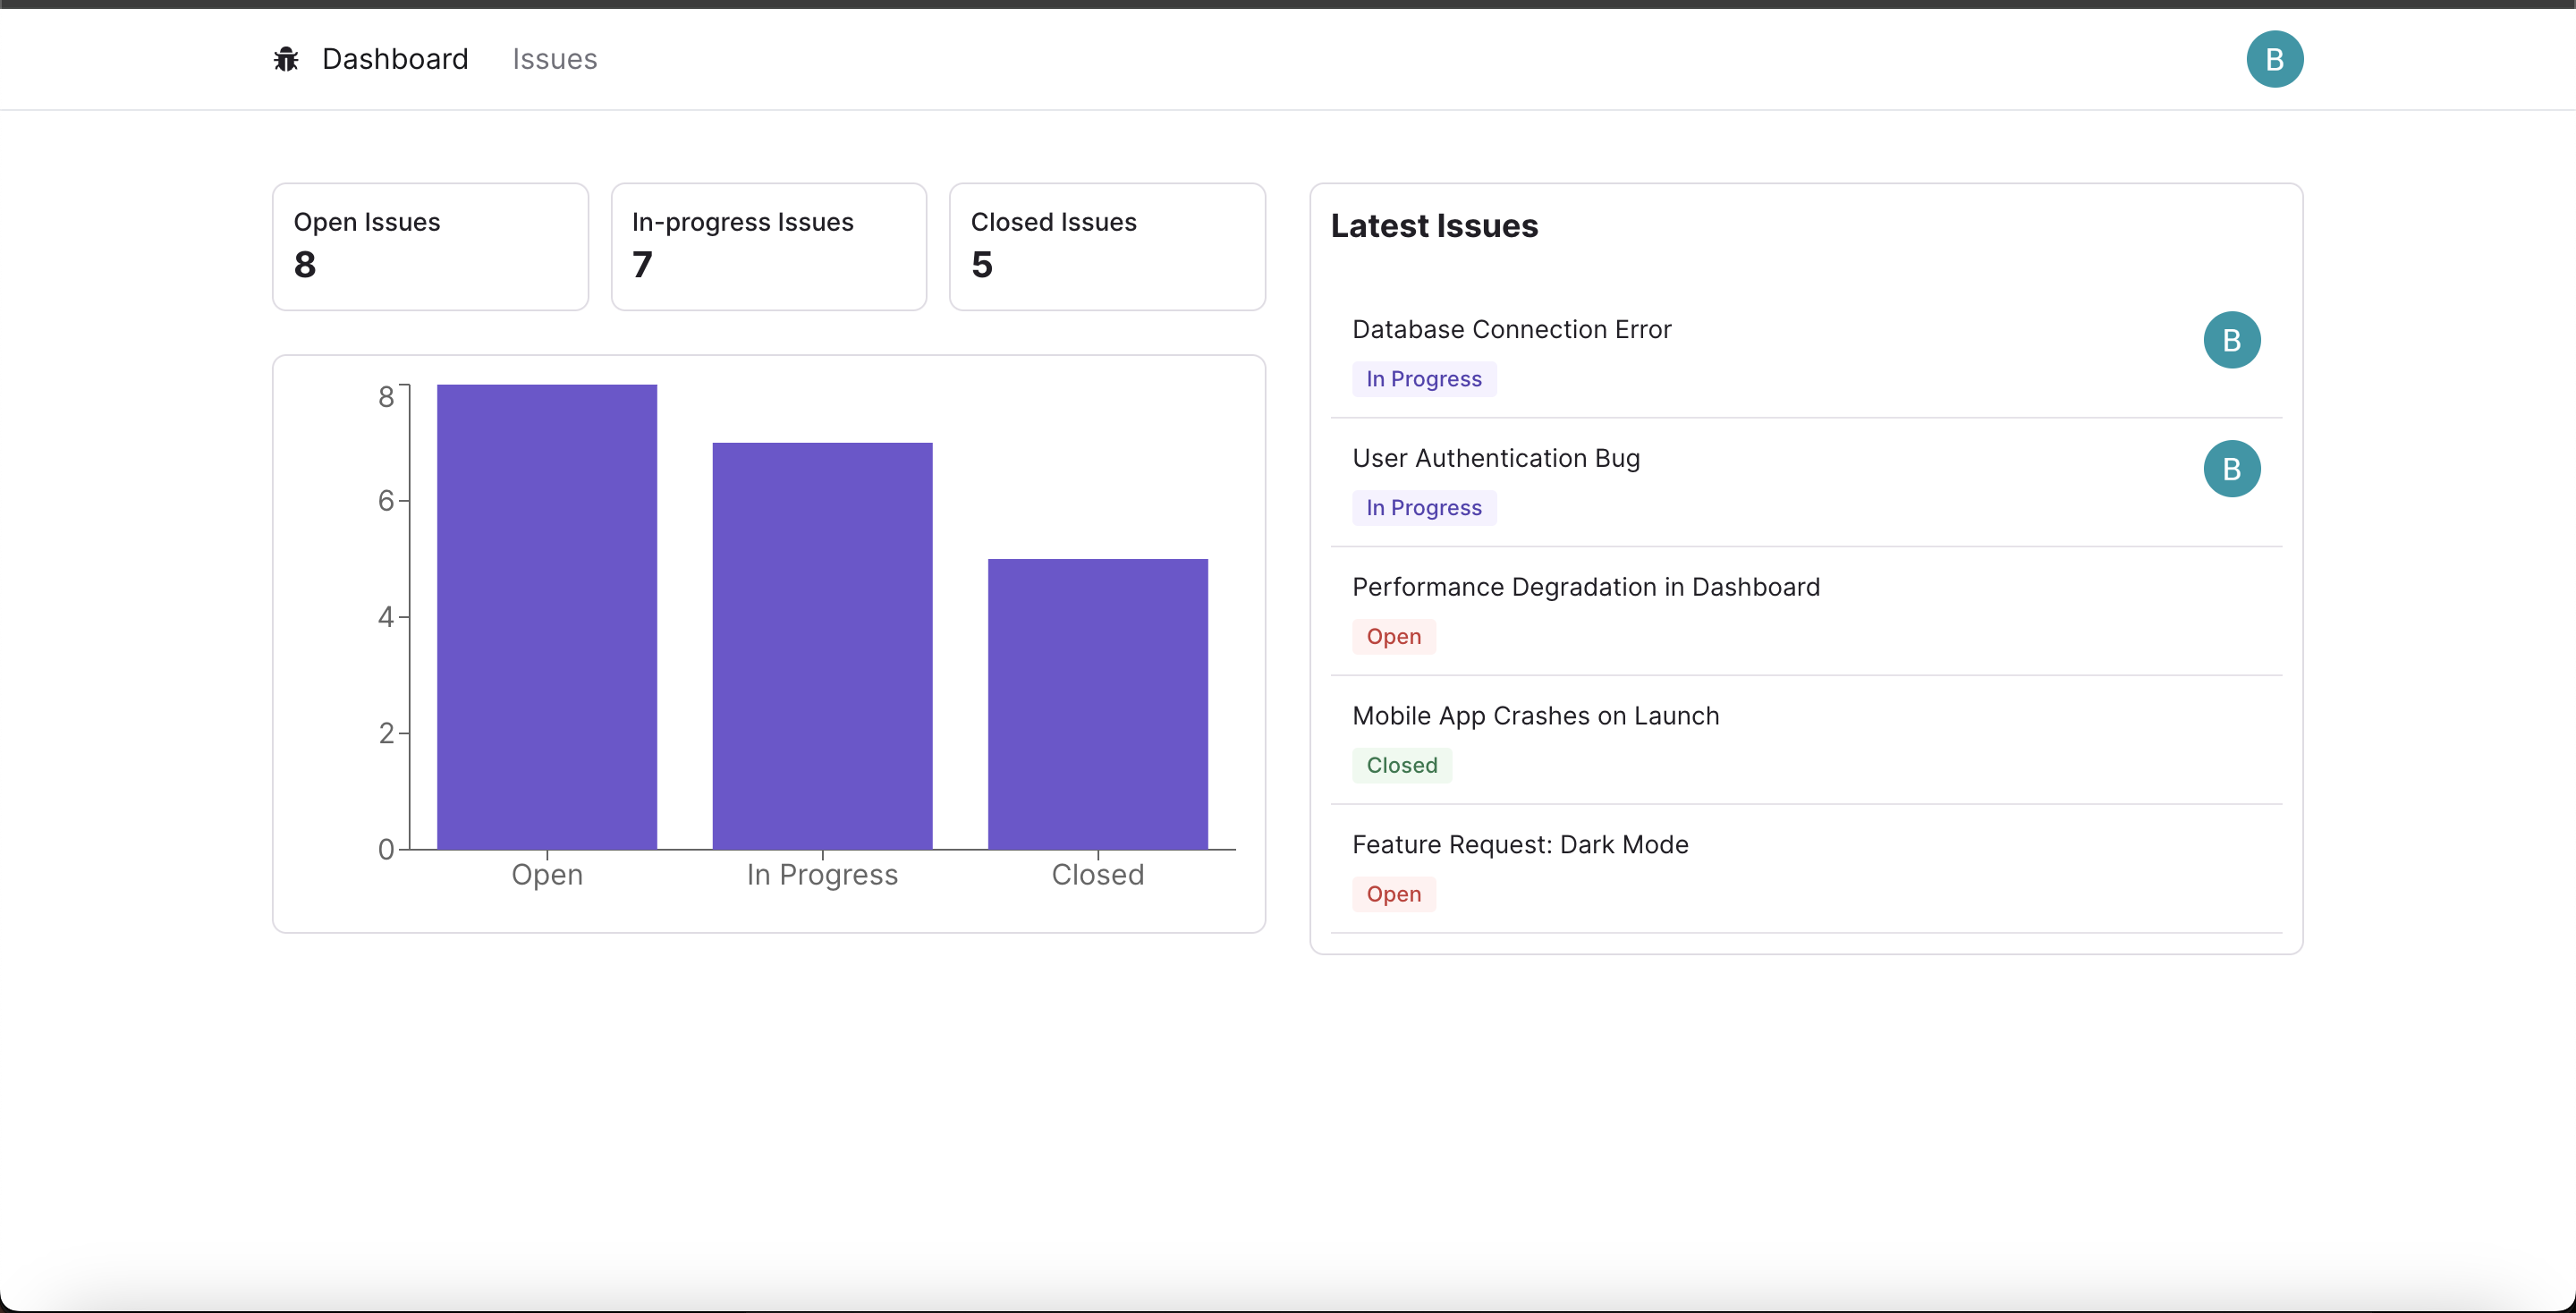 Dashboard Issues
B
Open Issues
8
In-progress Issues
7
Closed Issues
5
8
6
4
2
0
Open In Progress Closed
Latest Issues
Database Connection Error
In Progress
B
User Authentication Bug
In Progress
B
Performance Degradation in Dashboard
Open
Mobile App Crashes on Launch
Closed
Feature Request: Dark Mode
Open